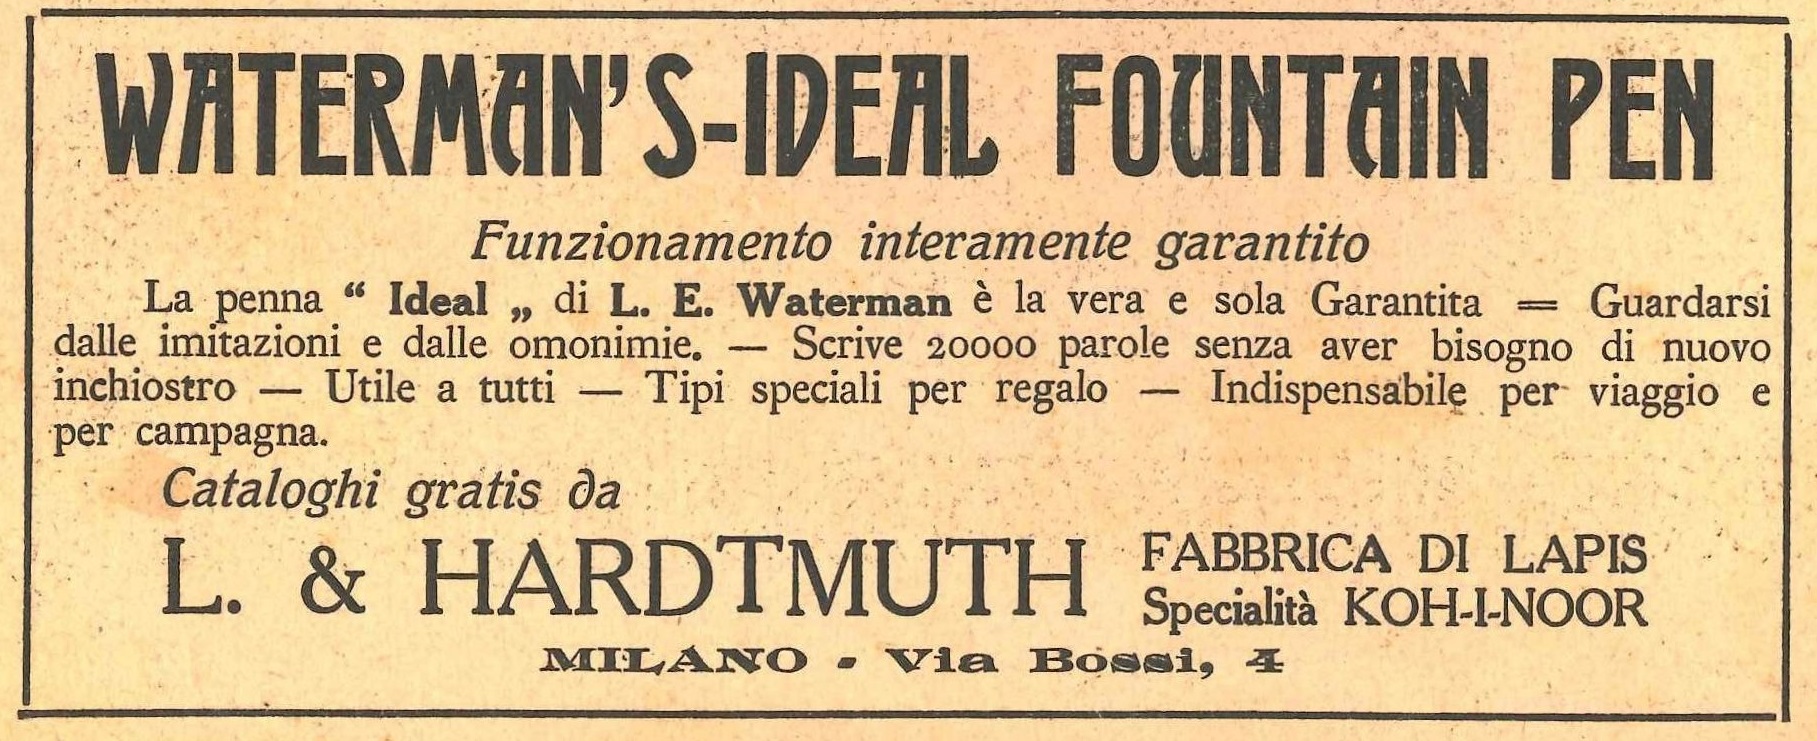 WATERMAN'S-IDEAL FOUNTAIN PEN
Funzionamento interamente garantito
La penna “ Ideal „ di L. E. Waterman è la vera e sola Garantita = Guardarsi
dalle imitazioni e dalle omonimie. — Scrive 20000 parole senza aver bisogno di nuovo
inchiostro — Utile a tutti — Tipi speciali per regalo — Indispensabile per viaggio e
per campagna.
Cataloghi gratis da
L. & HARDTMUTH
FABBRICA DI LAPIS
Specialità KOH-I-NOOR
MILANO - Via Bossi, 4